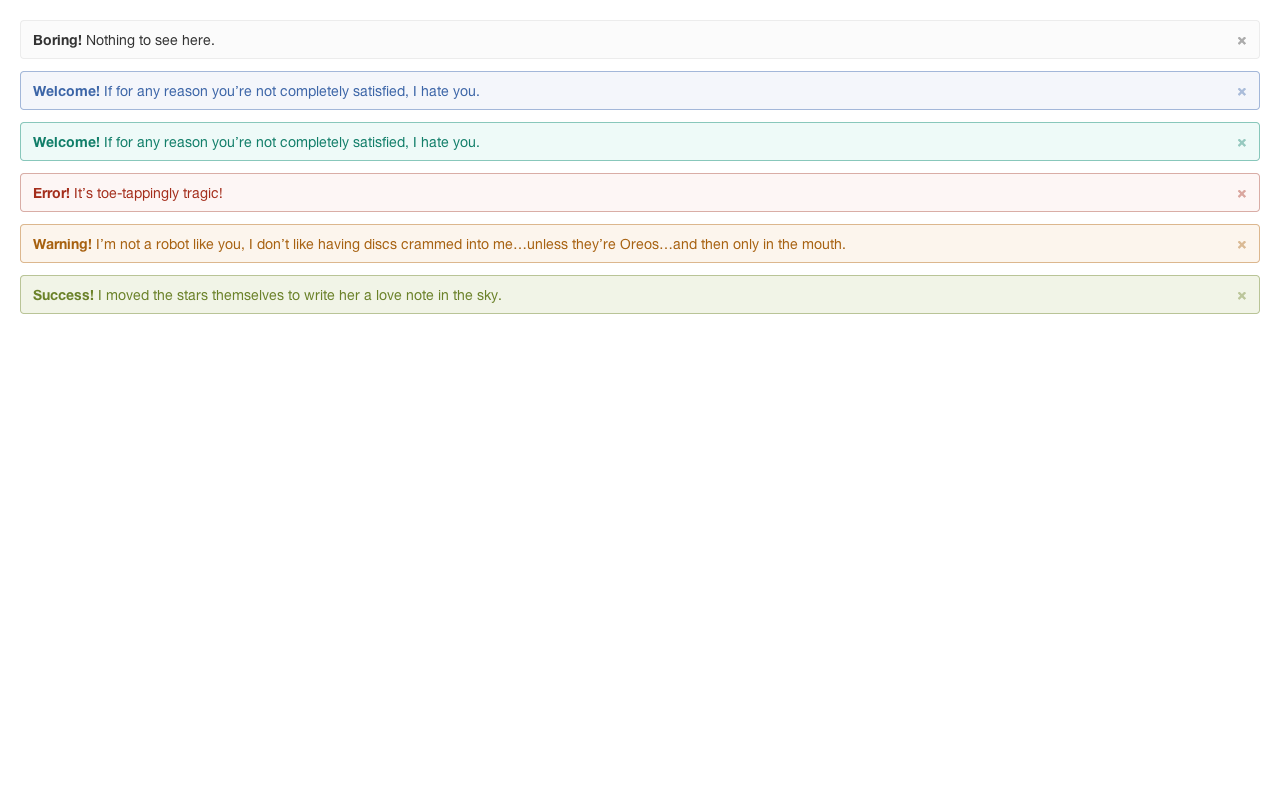 Boring! Nothing to see here. ×
Welcome! If for any reason you’re not completely satisfied, I hate you. ×
Welcome! If for any reason you’re not completely satisfied, I hate you. ×
Error! It’s toe-tappingly tragic! ×
Warning! I’m not a robot like you, I don’t like having discs crammed into me…unless they’re Oreos…and then only in the mouth. ×
Success! I moved the stars themselves to write her a love note in the sky. ×